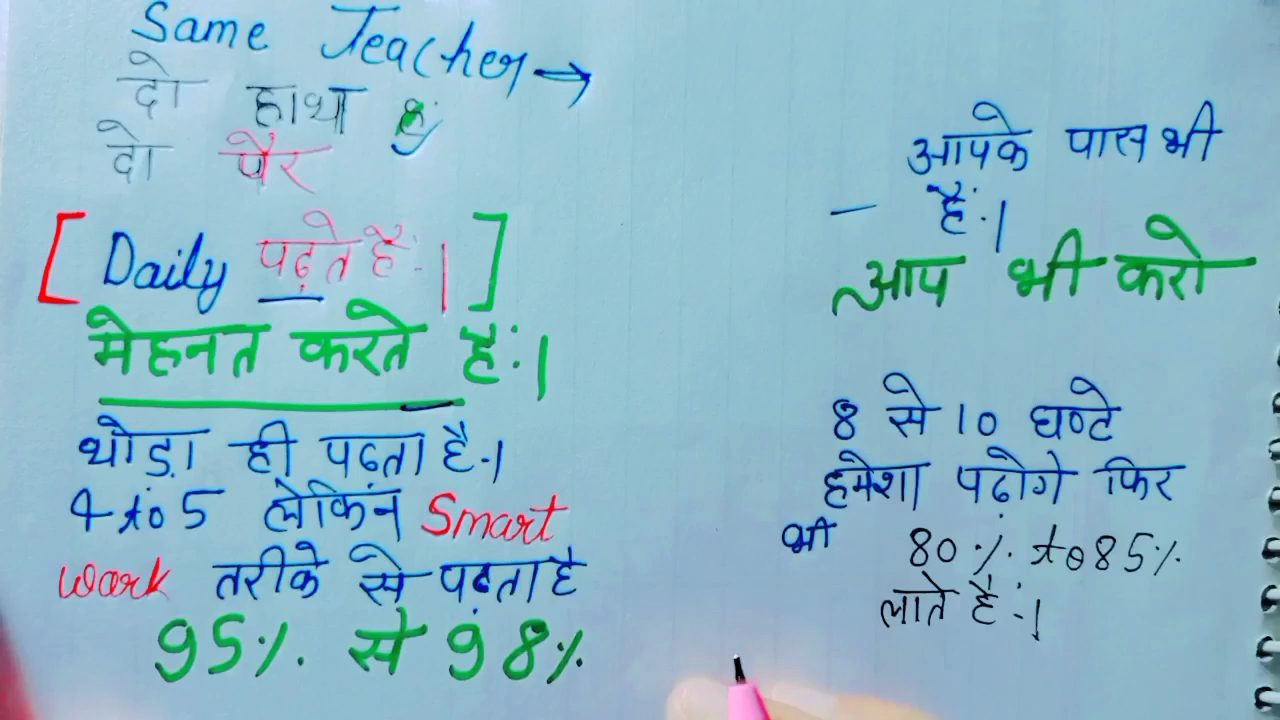 Same Teacher →
दो हाथ हैं
दो पैर
[ Daily पढ़ते हैं । ]
मेहनत करते हैं ।
थोड़ा ही पढता है ।
4 to 5 लेकिन Smart
work तरीके से पढ़ता है
95% से 98%
आपके पास भी
— हैं ।
आप भी करो
8 से 10 घण्टे
हमेशा पढ़ोगे फिर
भी 80% to 85%
लाते है ।